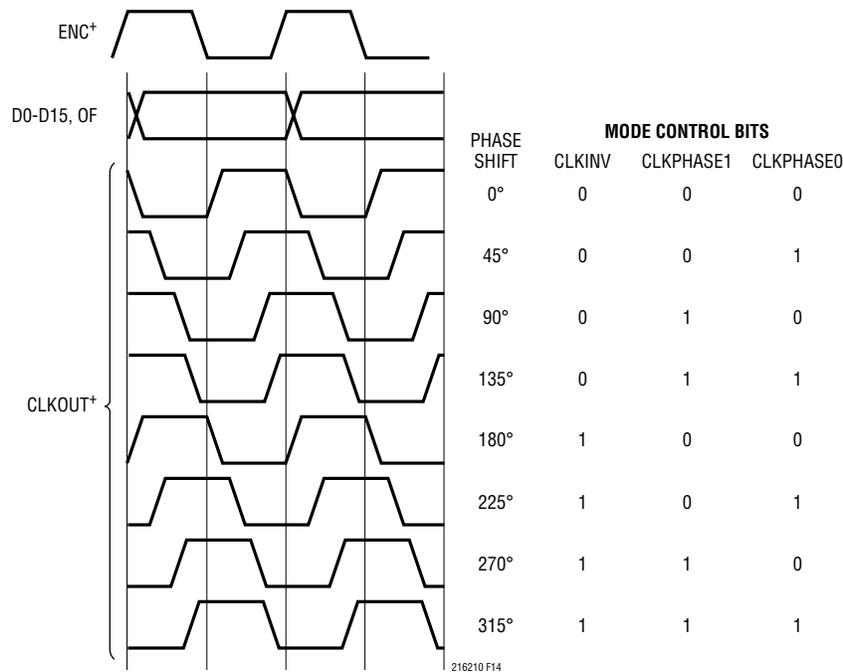 ENC+
D0-D15, OF
CLKOUT+
PHASE SHIFT
MODE CONTROL BITS
CLKINV CLKPHASE1 CLKPHASE0
0° 0 0 0
45° 0 0 1
90° 0 1 0
135° 0 1 1
180° 1 0 0
225° 1 0 1
270° 1 1 0
315° 1 1 1
216210 F14